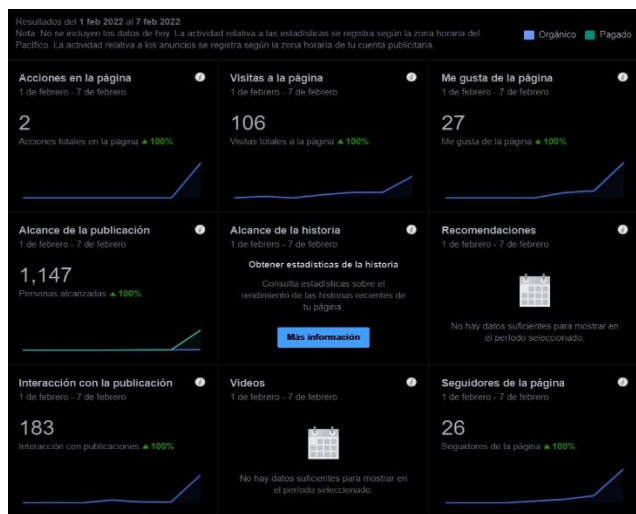 Resultados del 1 feb 2022 al 7 feb 2022
Nota: No se incluyen los datos de hoy. La actividad relativa a las estadísticas se registra según la zona horaria del
Pacífico. La actividad relativa a los anuncios se registra según la zona horaria de tu cuenta publicitaria.
Orgánico Pagado
Acciones en la página
1 de febrero - 7 de febrero
2
Acciones totales en la página ▲ 100%
Visitas a la página
1 de febrero - 7 de febrero
106
Visitas totales a la página ▲ 100%
Me gusta de la página
1 de febrero - 7 de febrero
27
Me gusta de la página ▲ 100%
Alcance de la publicación
1 de febrero - 7 de febrero
1,147
Personas alcanzadas ▲ 100%
Alcance de la historia
1 de febrero - 7 de febrero
Obtener estadísticas de la historia
Consulta estadísticas sobre el
rendimiento de las historias recientes de
tu página.
Más información
Recomendaciones
1 de febrero - 7 de febrero
No hay datos suficientes para mostrar en
el período seleccionado.
Interacción con la publicación
1 de febrero - 7 de febrero
183
Interacción con publicaciones ▲ 100%
Videos
1 de febrero - 7 de febrero
No hay datos suficientes para mostrar en
el período seleccionado.
Seguidores de la página
1 de febrero - 7 de febrero
26
Seguidores de la página ▲ 100%